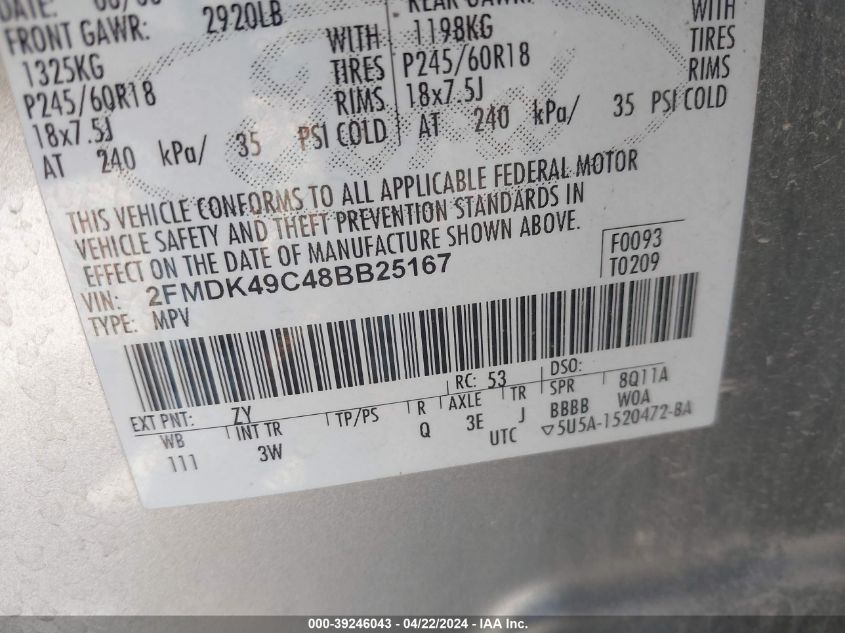 DATE:
FRONT GAWR: 2920LB
1325KG WITH
P245/60R18 TIRES
18x7.5J RIMS
AT 240 kPa/ 35 PSI COLD
REAR GAWR:
1198KG WITH
P245/60R18 TIRES
18x7.5J RIMS
AT 240 kPa/ 35 PSI COLD
THIS VEHICLE CONFORMS TO ALL APPLICABLE FEDERAL MOTOR
VEHICLE SAFETY AND THEFT PREVENTION STANDARDS IN
EFFECT ON THE DATE OF MANUFACTURE SHOWN ABOVE.
VIN: 2FMDK49C48BB25167
TYPE: MPV
F0093
T0209
EXT PNT: ZY RC: 53 DSO:
WB INT TR TP/PS R AXLE TR SPR 8Q11A
111 3W Q 3E J BBBB W0A
UTC ▽5U5A-1520472-BA
000-39246043 - 04/22/2024 - IAA Inc.